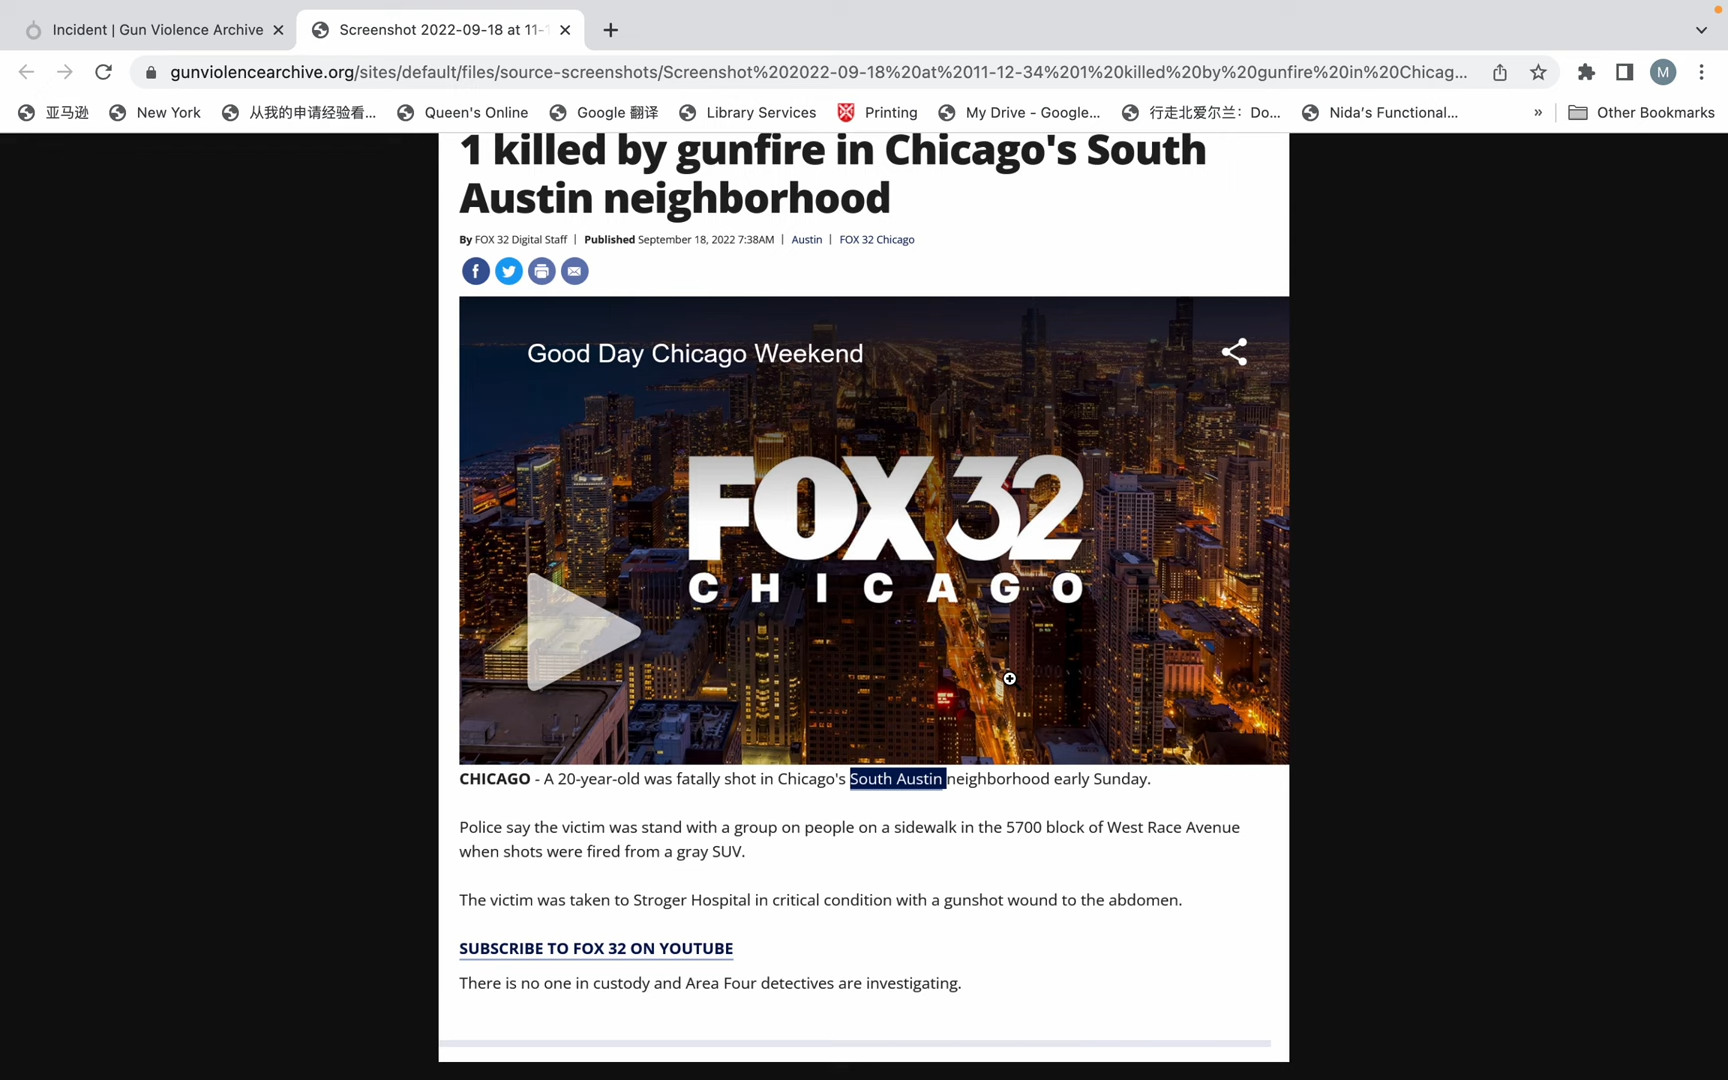 Incident | Gun Violence Archive
Screenshot 2022-09-18 at 11-1
gunviolencearchive.org/sites/default/files/source-screenshots/Screenshot%202022-09-18%20at%2011-12-34%201%20killed%20by%20gunfire%20in%20Chicag...
M
亚马逊
New York
从我的申请经验看...
Queen's Online
Google 翻译
Library Services
Printing
My Drive - Google...
行走北爱尔兰：Do...
Nida's Functional...
»
Other Bookmarks
1 killed by gunfire in Chicago's South
Austin neighborhood
By FOX 32 Digital Staff | Published September 18, 2022 7:38AM | Austin | FOX 32 Chicago
Good Day Chicago Weekend
FOX 32
CHICAGO
CHICAGO - A 20-year-old was fatally shot in Chicago's South Austin neighborhood early Sunday.
Police say the victim was stand with a group on people on a sidewalk in the 5700 block of West Race Avenue
when shots were fired from a gray SUV.
The victim was taken to Stroger Hospital in critical condition with a gunshot wound to the abdomen.
SUBSCRIBE TO FOX 32 ON YOUTUBE
There is no one in custody and Area Four detectives are investigating.